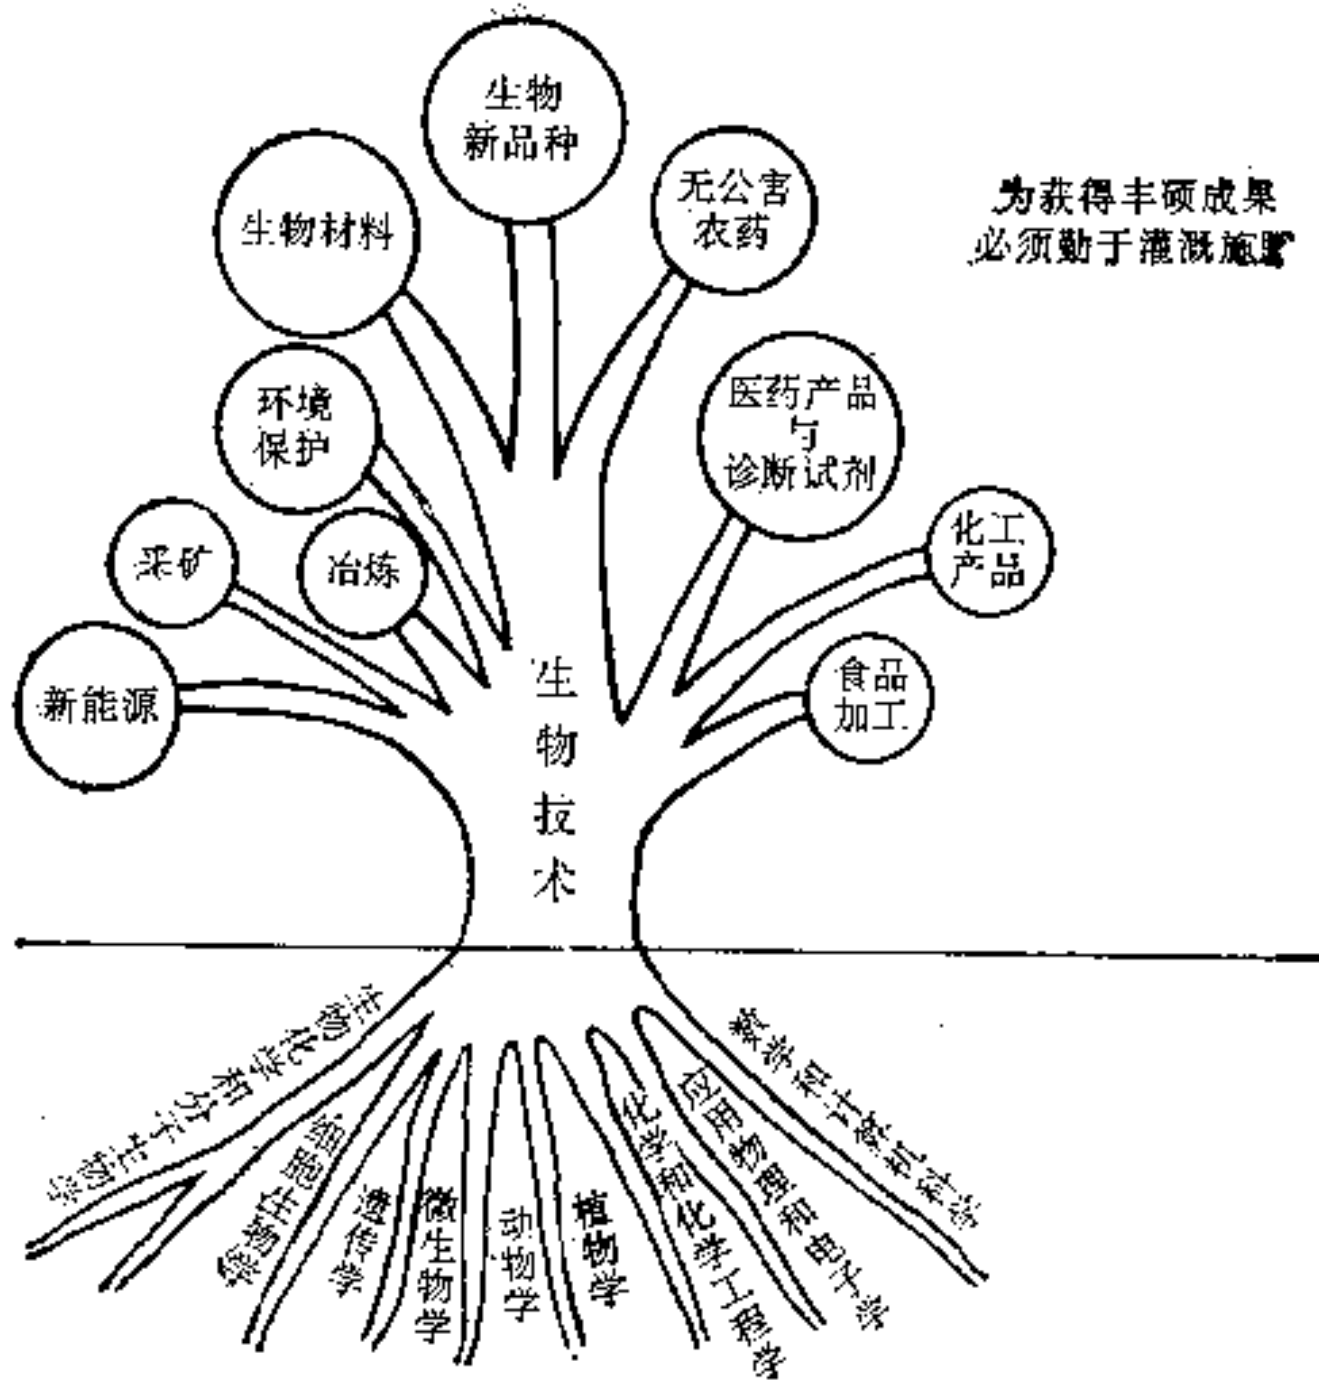 生物
新品种
无公害
农药
生物材料
为获得丰硕成果
必须勤于灌溉施肥
环境
保护
医药产品
与
诊断试剂
采矿
冶炼
化工
产品
新能源
食品
加工
生物技术
生物化学和分子生物学
细胞生物学
遗传学
微生物学
动物学
植物学
化学和化学工程学
应用物理和电子学
数学和计算机科学